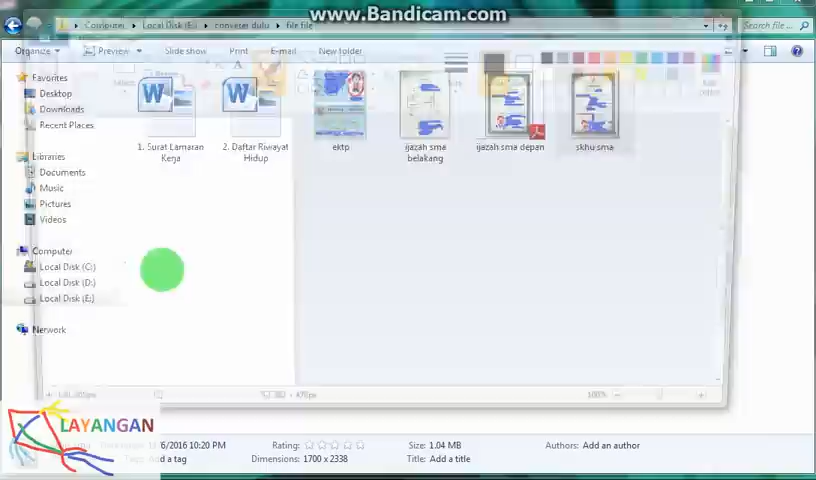 www.Bandicam.com
Computer
Local Disk (E:)
conveser dulu
file file
Search file...
Organize
Preview
Slide show
Print
E-mail
New folder
Favorites
Desktop
Downloads
Recent Places
Libraries
Documents
Music
Pictures
Videos
Computer
Local Disk (C:)
Local Disk (D:)
Local Disk (E:)
Network
1. Surat Lamaran Kerja
2. Daftar Riwayat Hidup
ektp
ijazah sma belakang
ijazah sma depan
skhu sma
100%
LAYANGAN
6/2016 10:20 PM
Rating:
Size: 1.04 MB
Authors: Add an author
Tags: Add a tag
Dimensions: 1700 x 2338
Title: Add a title